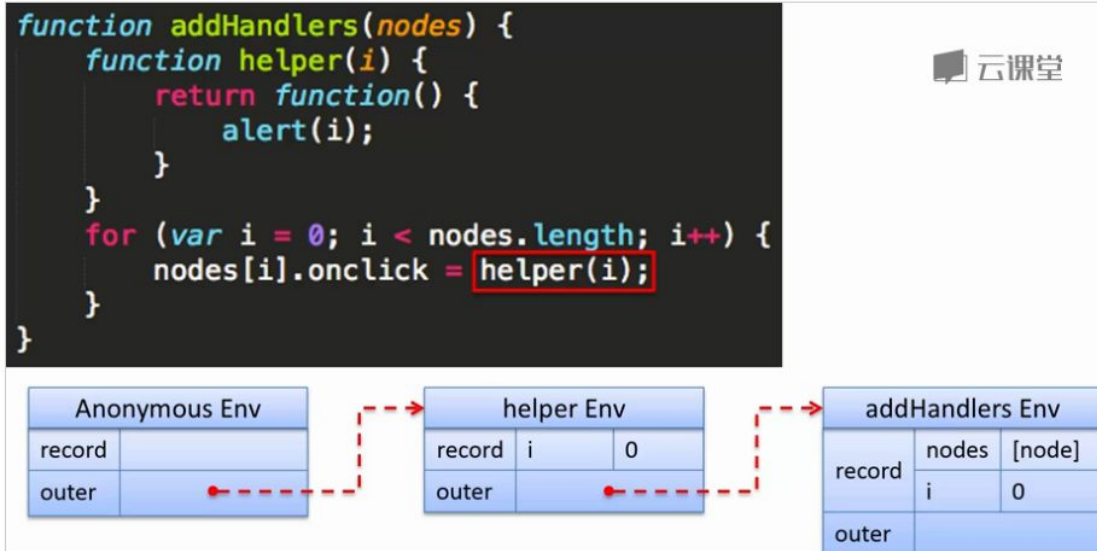 function addHandlers(nodes) {
    function helper(i) {
        return function() {
            alert(i);
        }
    }
    for (var i = 0; i < nodes.length; i++) {
        nodes[i].onclick = helper(i);
    }
}
云课堂
Anonymous Env
record
outer
helper Env
record i 0
outer
addHandlers Env
record nodes [node]
i 0
outer